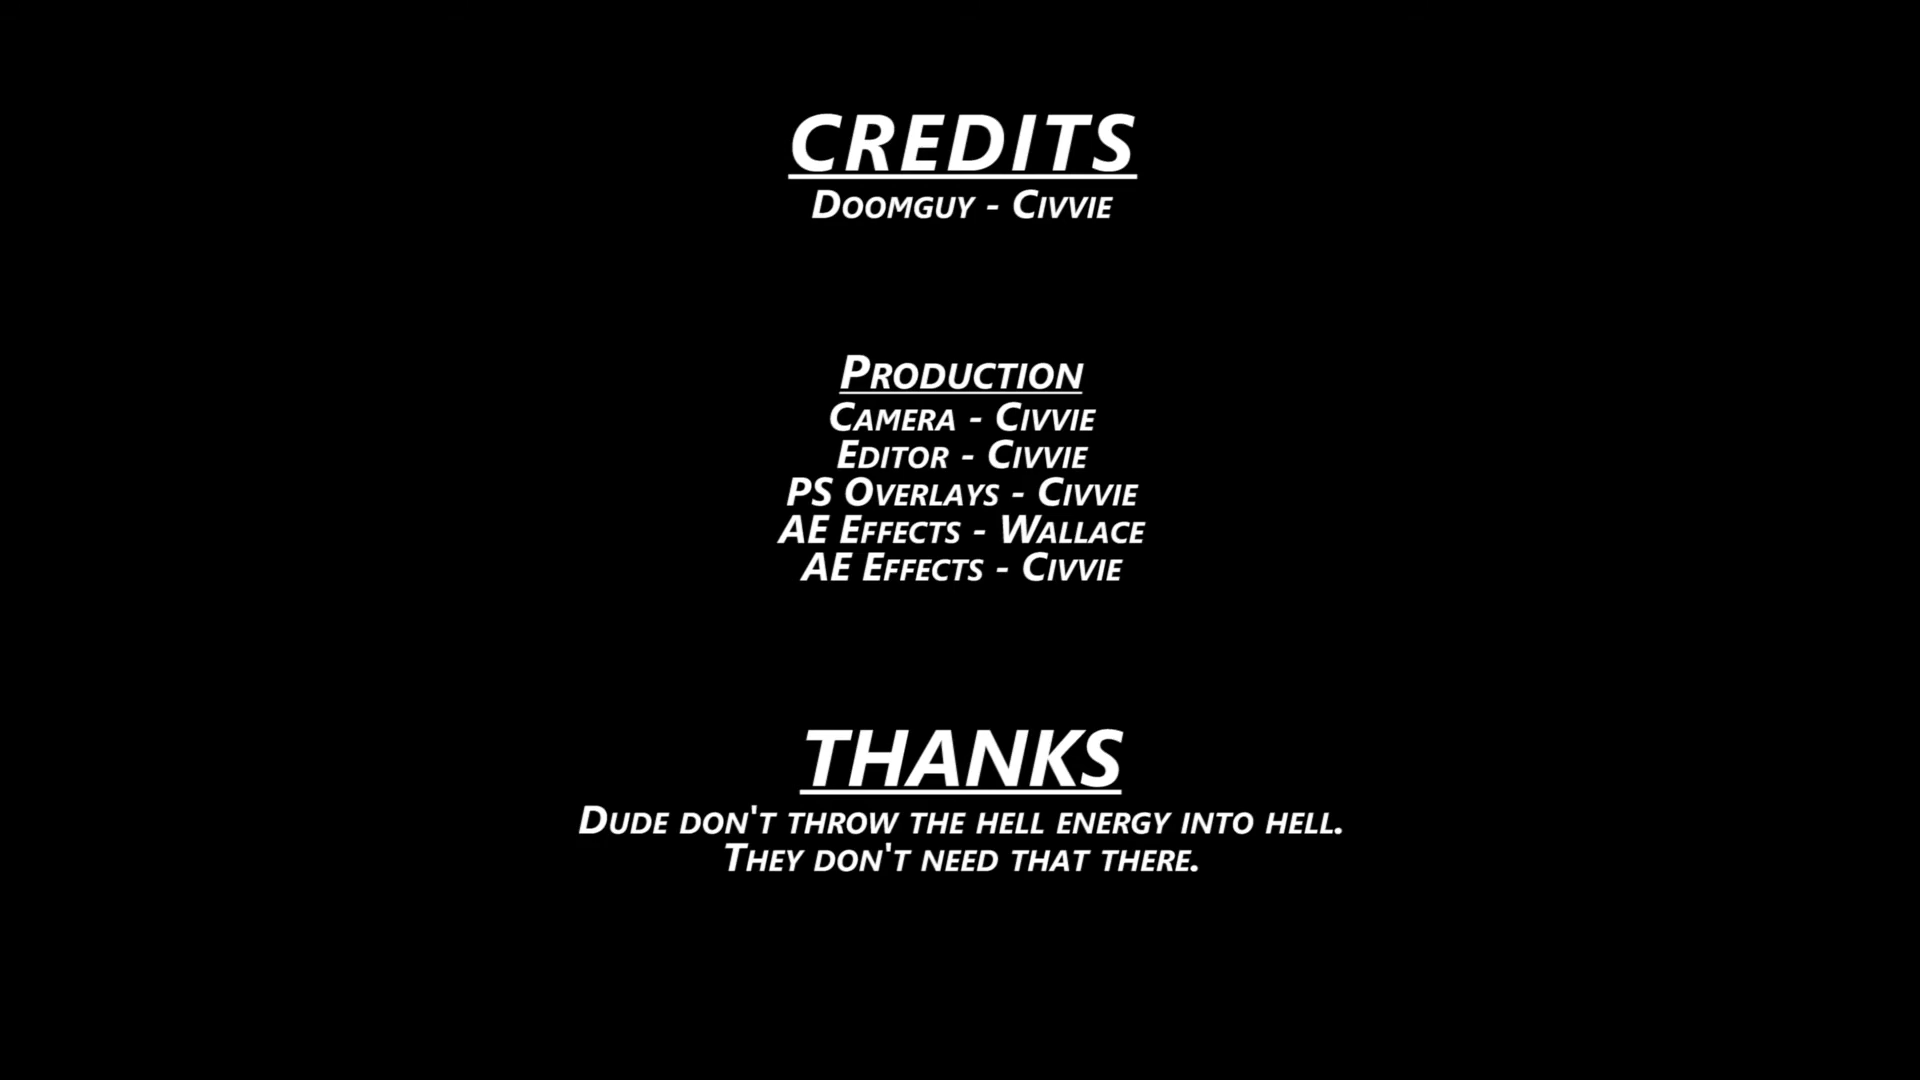 CREDITS
DOOMGUY - CIVVIE
PRODUCTION
CAMERA - CIVVIE
EDITOR - CIVVIE
PS OVERLAYS - CIVVIE
AE EFFECTS - WALLACE
AE EFFECTS - CIVVIE
THANKS
DUDE DON'T THROW THE HELL ENERGY INTO HELL.
THEY DON'T NEED THAT THERE.